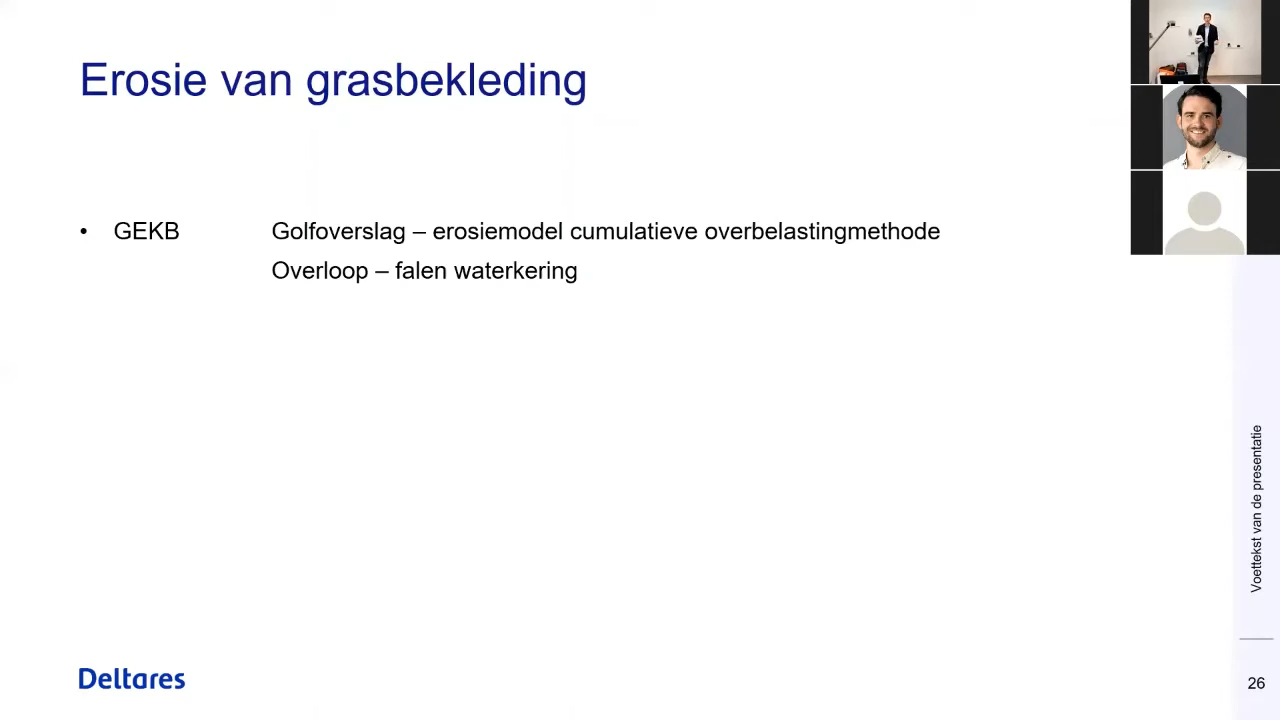 Erosie van grasbekleding
• GEKB Golfoverslag – erosiemodel cumulatieve overbelastingmethode
Overloop – falen waterkering
Voettekst van de presentatie
Deltares
26